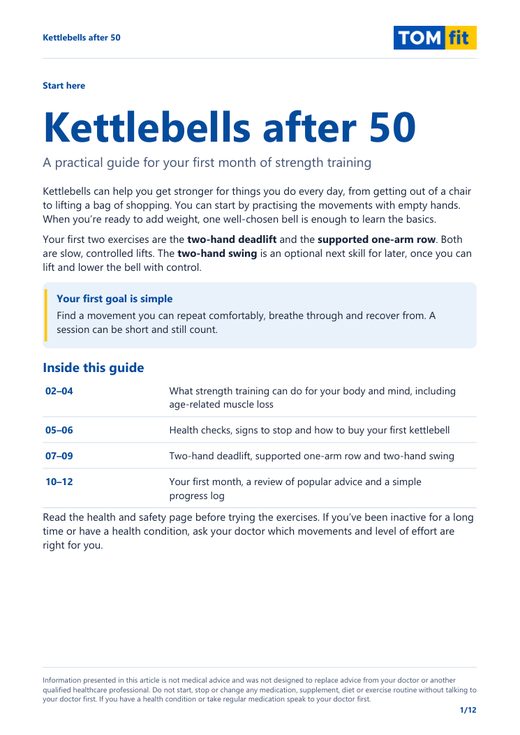 Kettlebells after 50
TOM fit
Start here
Kettlebells after 50
A practical guide for your first month of strength training
Kettlebells can help you get stronger for things you do every day, from getting out of a chair
to lifting a bag of shopping. You can start by practising the movements with empty hands.
When you’re ready to add weight, one well-chosen bell is enough to learn the basics.
Your first two exercises are the two-hand deadlift and the supported one-arm row. Both
are slow, controlled lifts. The two-hand swing is an optional next skill for later, once you can
lift and lower the bell with control.
Your first goal is simple
Find a movement you can repeat comfortably, breathe through and recover from. A
session can be short and still count.
Inside this guide
02–04 What strength training can do for your body and mind, including
age-related muscle loss
05–06 Health checks, signs to stop and how to buy your first kettlebell
07–09 Two-hand deadlift, supported one-arm row and two-hand swing
10–12 Your first month, a review of popular advice and a simple
progress log
Read the health and safety page before trying the exercises. If you’ve been inactive for a long
time or have a health condition, ask your doctor which movements and level of effort are
right for you.
Information presented in this article is not medical advice and was not designed to replace advice from your doctor or another
qualified healthcare professional. Do not start, stop or change any medication, supplement, diet or exercise routine without talking to
your doctor first. If you have a health condition or take regular medication speak to your doctor first.
1/12